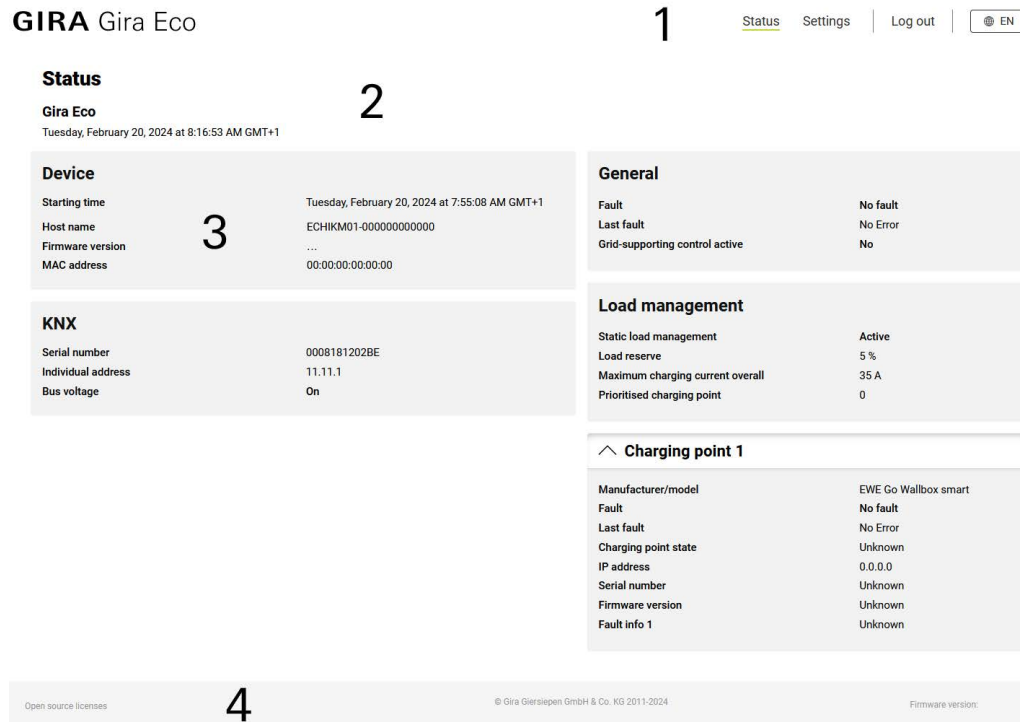 GIRA Gira Eco
1
Status Settings Log out EN
Status
2
Gira Eco
Tuesday, February 20, 2024 at 8:16:53 AM GMT+1
Device
Starting time Tuesday, February 20, 2024 at 7:55:08 AM GMT+1
3
Host name ECHIKM01-000000000000
Firmware version ...
MAC address 00:00:00:00:00:00
KNX
Serial number 0008181202BE
Individual address 11.11.1
Bus voltage On
General
Fault No fault
Last fault No Error
Grid-supporting control active No
Load management
Static load management Active
Load reserve 5 %
Maximum charging current overall 35 A
Prioritised charging point 0
Charging point 1
Manufacturer/model EWE Go Wallbox smart
Fault No fault
Last fault No Error
Charging point state Unknown
IP address 0.0.0.0
Serial number Unknown
Firmware version Unknown
Fault info 1 Unknown
Open source licenses
4
© Gira Giersiepen GmbH & Co. KG 2011-2024
Firmware version: